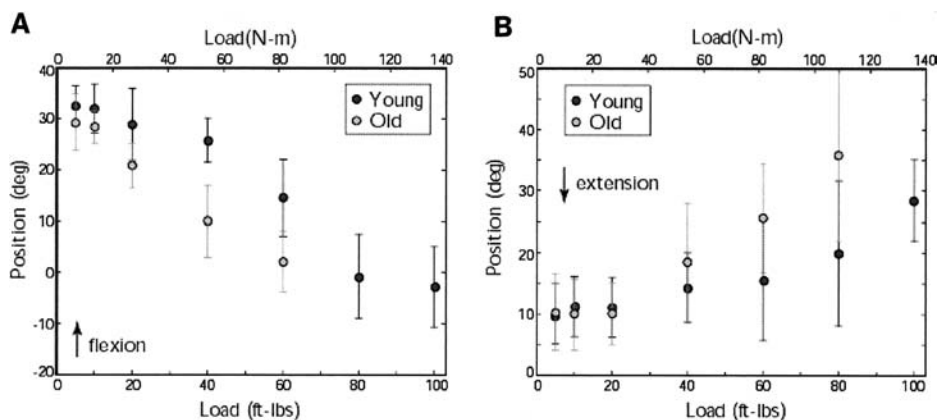 A
Load(N-m)
0 20 40 60 80 100 120 140
40
30
20
10
0
-10
-20
Position (deg)
Young
Old
flexion
0 20 40 60 80 100
Load (ft-lbs)
B
Load(N-m)
0 20 40 60 80 100 120 140
50
40
30
20
10
0
Position (deg)
Young
Old
extension
0 20 40 60 80 100
Load (ft-lbs)